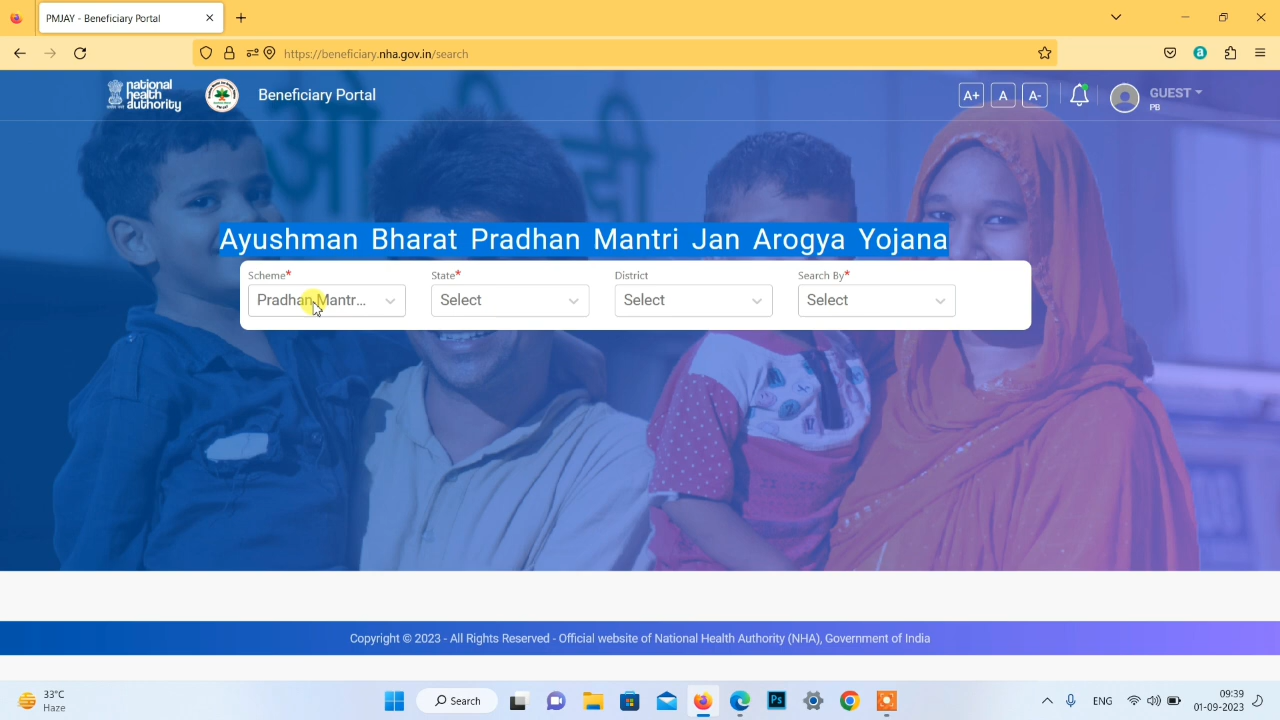 PMJAY - Beneficiary Portal
https://beneficiary.nha.gov.in/search
national
health
authority
Beneficiary Portal
A+ A A-
GUEST
PB
Ayushman Bharat Pradhan Mantri Jan Arogya Yojana
Scheme* State* District Search By*
Pradhan Mantr... Select Select Select
Copyright © 2023 - All Rights Reserved - Official website of National Health Authority (NHA), Government of India
33°C
Haze
Search
Ps
ENG
09:39
01-09-2023